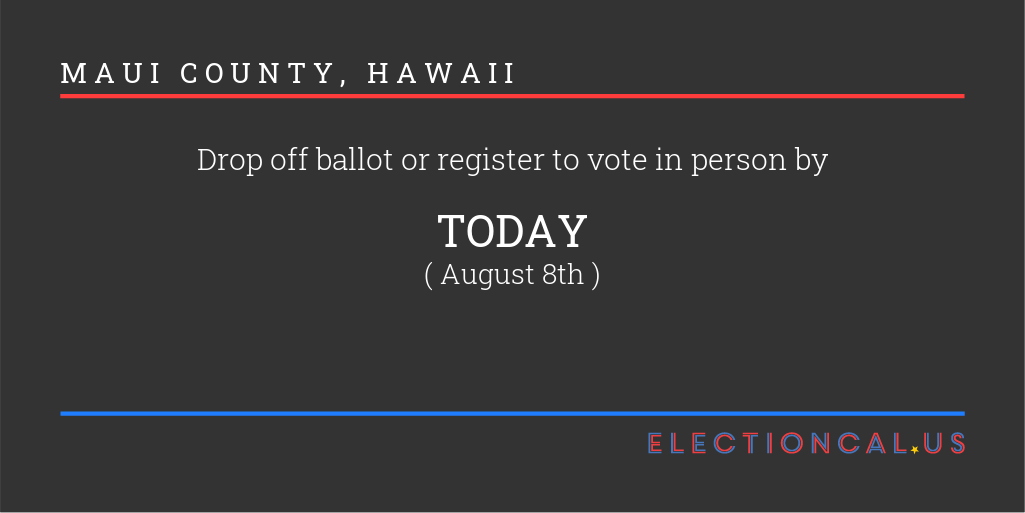 MAUI COUNTY, HAWAII
Drop off ballot or register to vote in person by
TODAY
( August 8th )
ELECTIONCAL.US